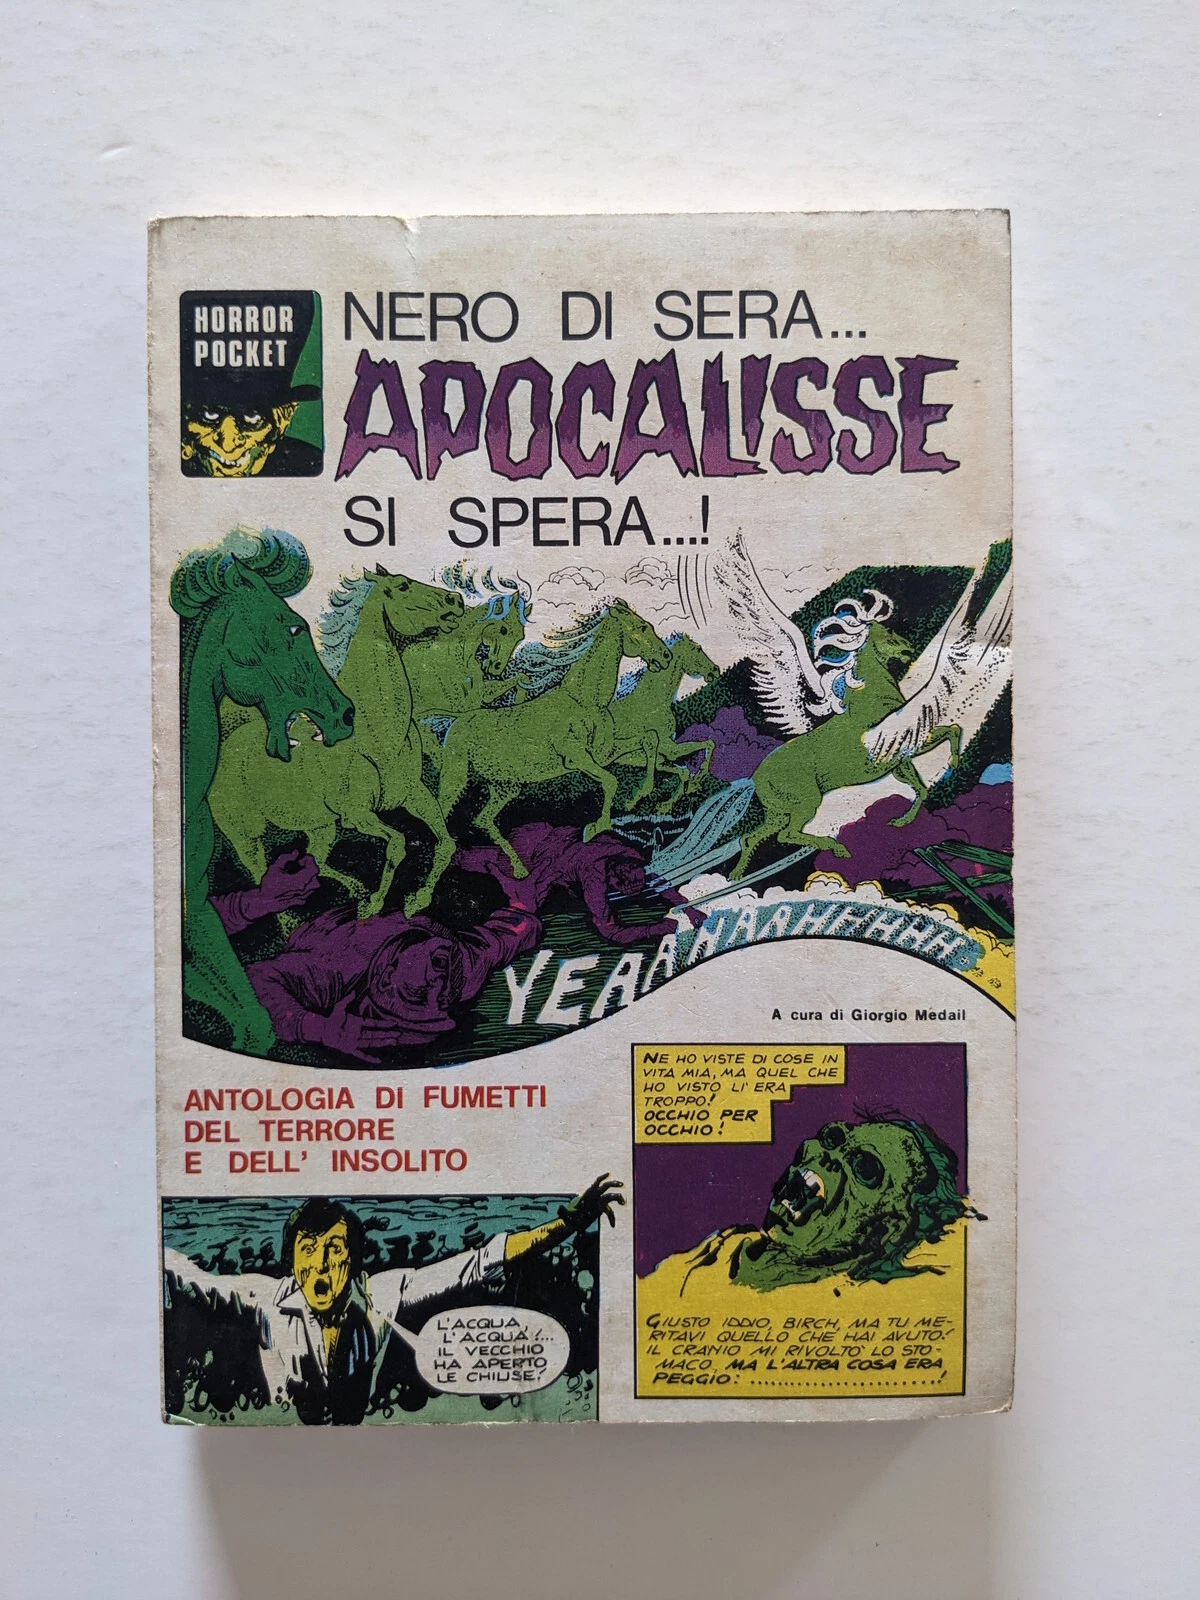 HORROR
POCKET
NERO DI SERA...
APOCALISSE
SI SPERA...!
A cura di Giorgio Medail
ANTOLOGIA DI FUMETTI
DEL TERRORE
E DELL' INSOLITO
NE HO VISTE DI COSE IN
VITA MIA, MA QUEL CHE
HO VISTO LI' ERA
TROPPO!
OCCHIO PER
OCCHIO!
L'ACQUA,
L'ACQUA!...
IL VECCHIO
HA APERTO
LE CHIUSE!
GIUSTO IDDIO, BIRCH, MA TU ME-
RITAVI QUELLO CHE HAI AVUTO!
IL CRANIO MI RIVOLTO' LO STO-
MACO, MA L'ALTRA COSA ERA
PEGGIO: ........................!